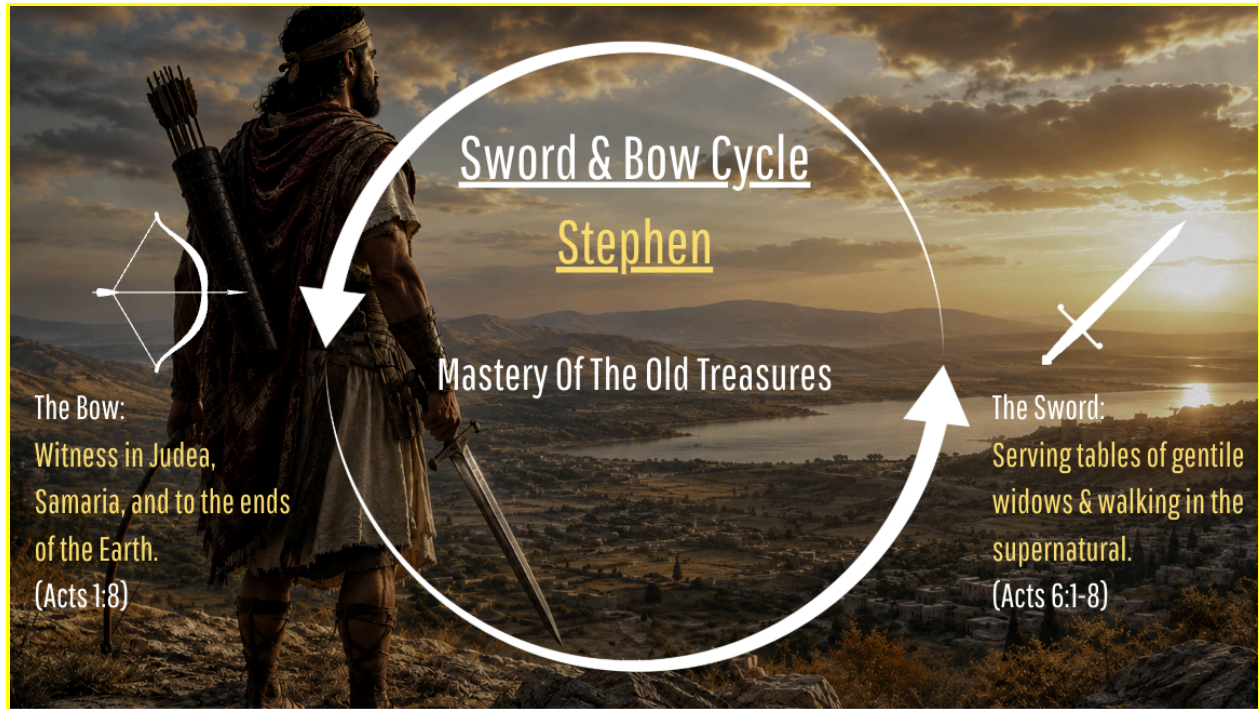 Sword & Bow Cycle
Stephen
Mastery Of The Old Treasures
The Bow:
Witness in Judea,
Samaria, and to the ends
of the Earth.
(Acts 1:8)
The Sword:
Serving tables of gentile
widows & walking in the
supernatural.
(Acts 6:1-8)